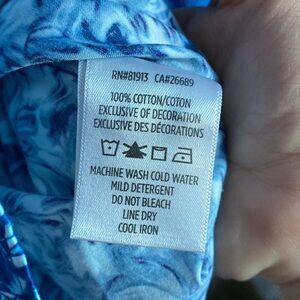 RN#81913 CA#26689
100% COTTON/COTON
EXCLUSIVE OF DECORATION
EXCLUSIVE DES DÉCORATIONS
MACHINE WASH COLD WATER
MILD DETERGENT
DO NOT BLEACH
LINE DRY
COOL IRON